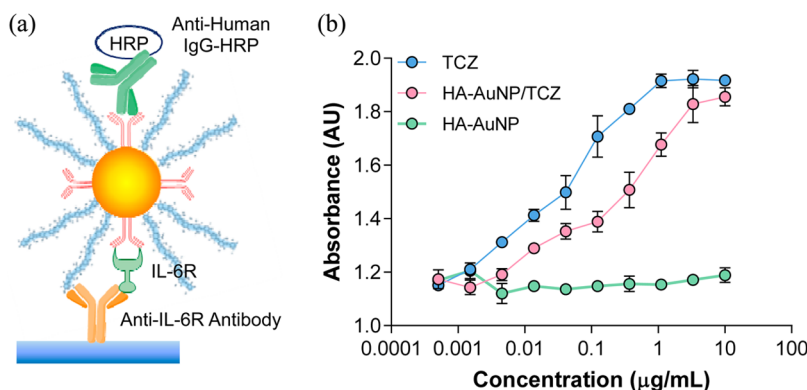 (a)
Anti-Human
IgG-HRP
HRP
IL-6R
Anti-IL-6R Antibody
(b)
TCZ
HA-AuNP/TCZ
HA-AuNP
Absorbance (AU)
2.0
1.8
1.6
1.4
1.2
1.0
0.0001 0.001 0.01 0.1 1 10 100
Concentration (μg/mL)